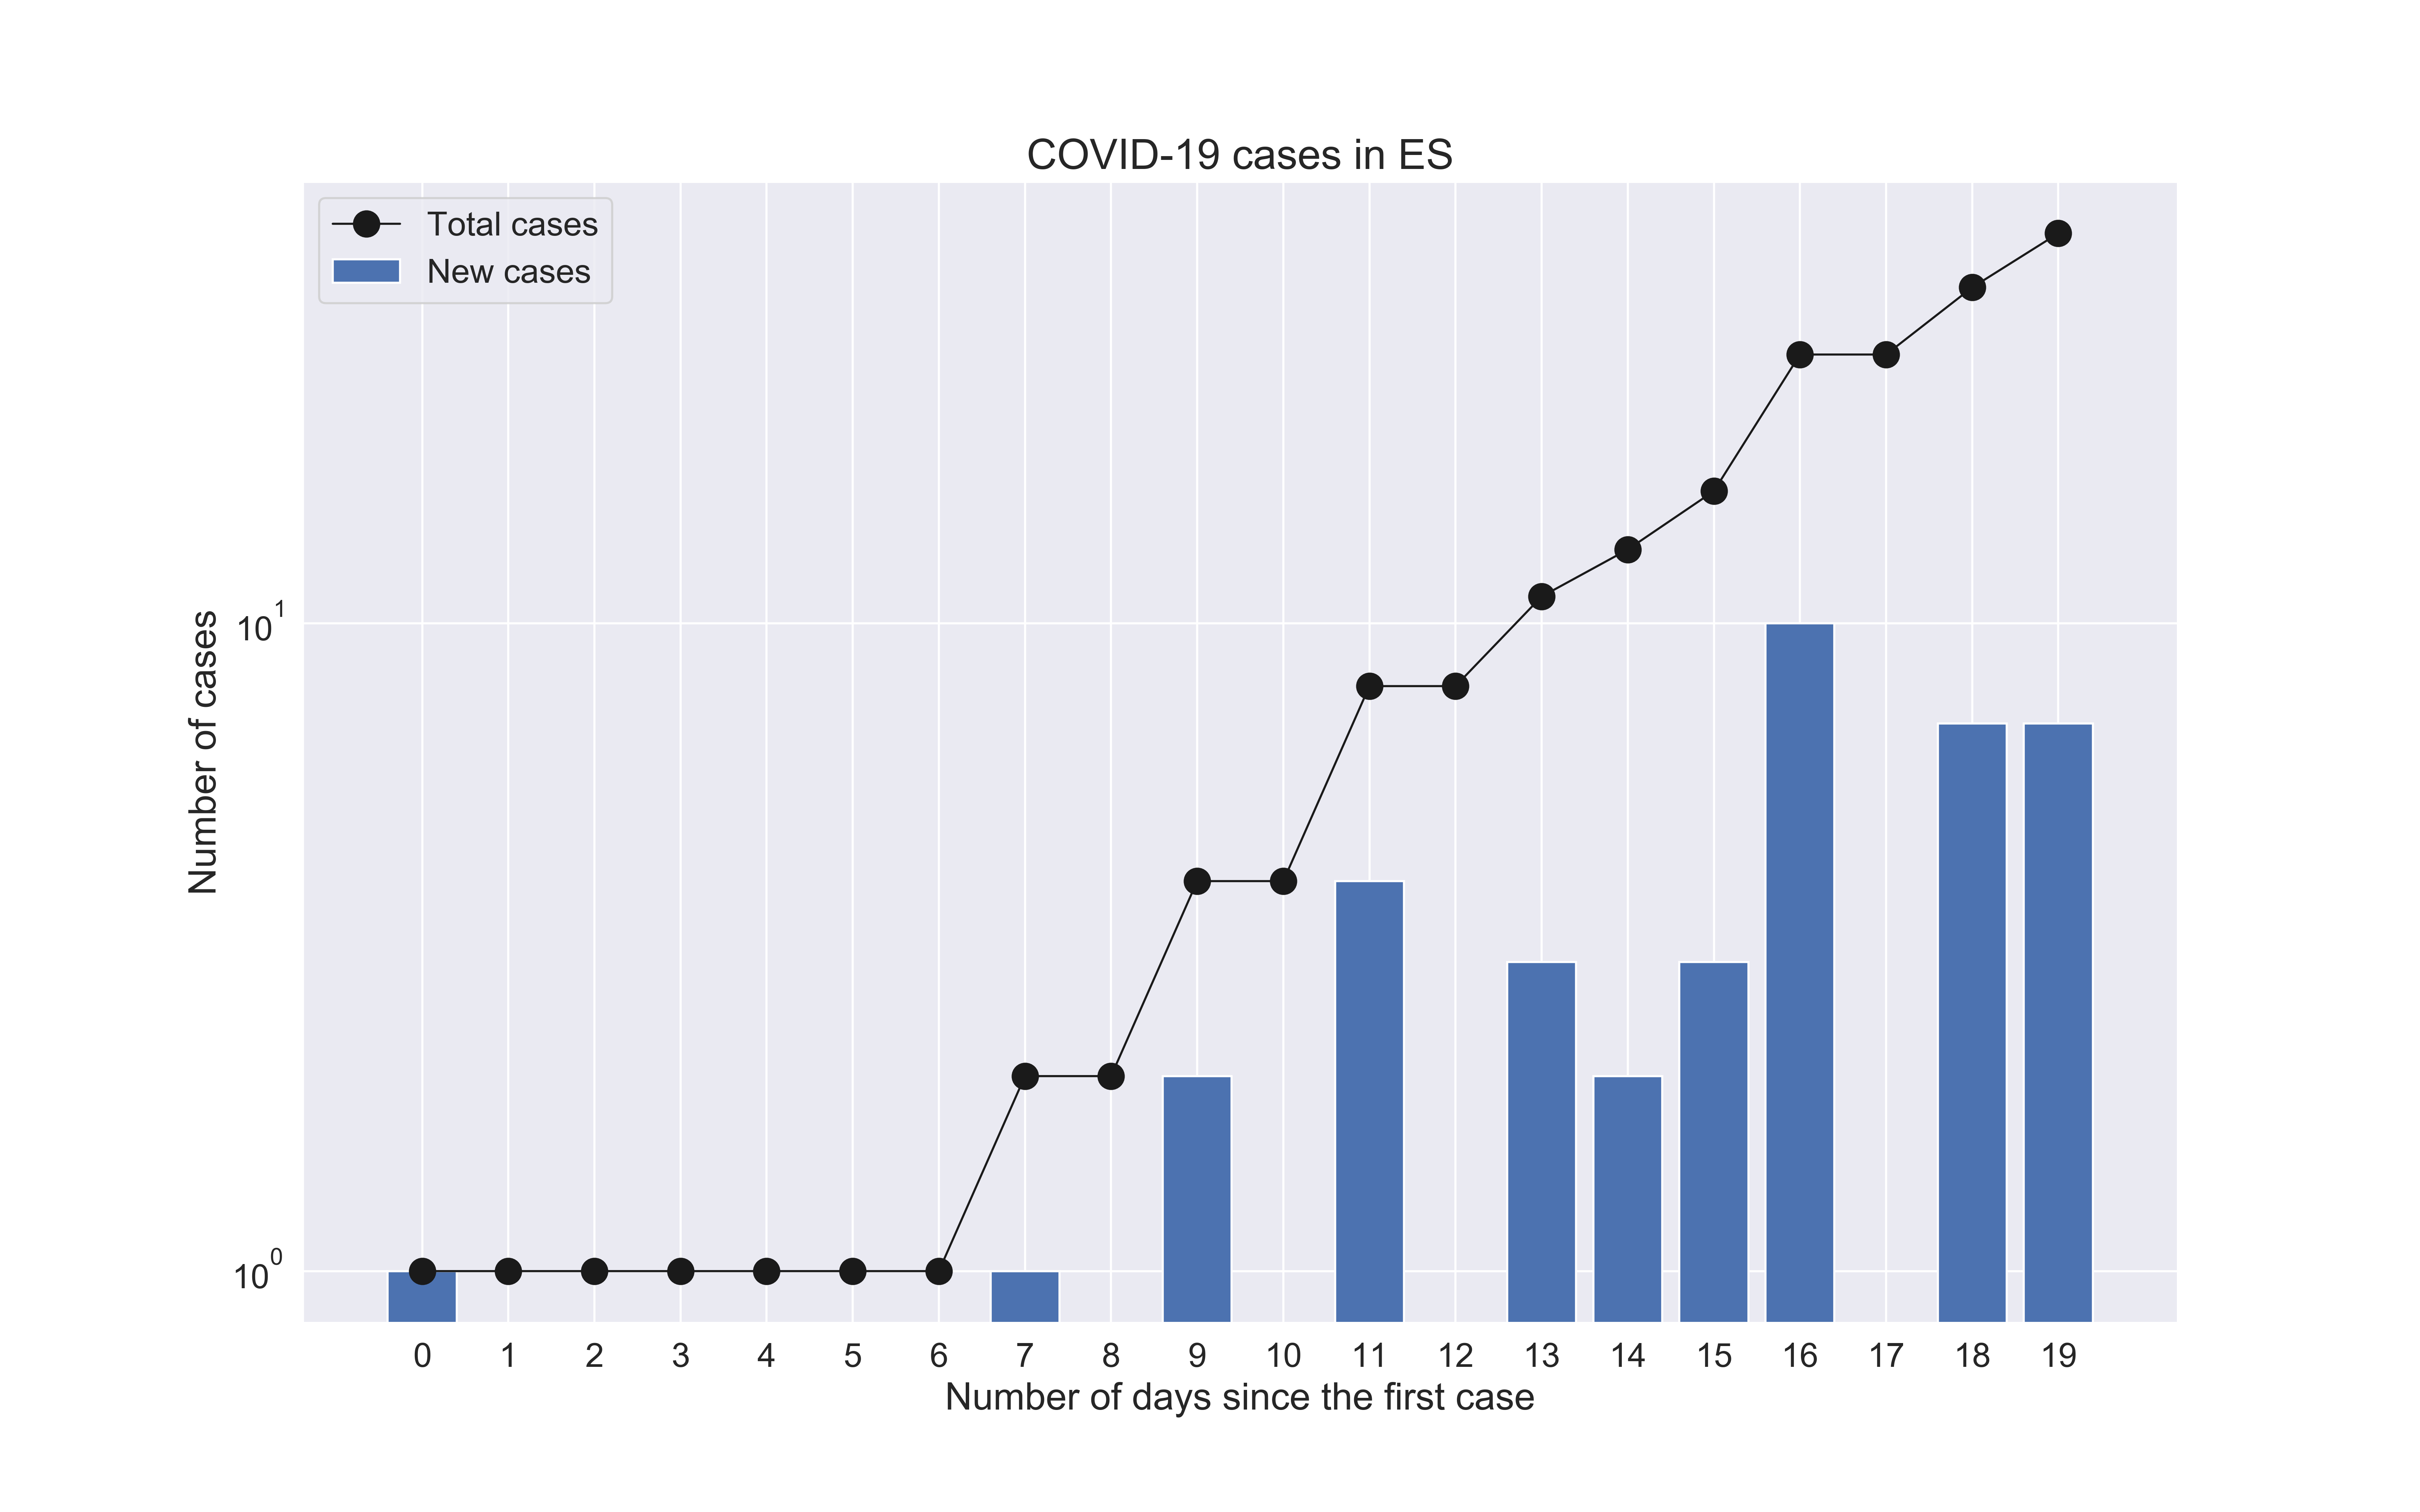 COVID-19 cases in ES
Total cases
New cases
Number of cases
10^1
10^0
0 1 2 3 4 5 6 7 8 9 10 11 12 13 14 15 16 17 18 19
Number of days since the first case